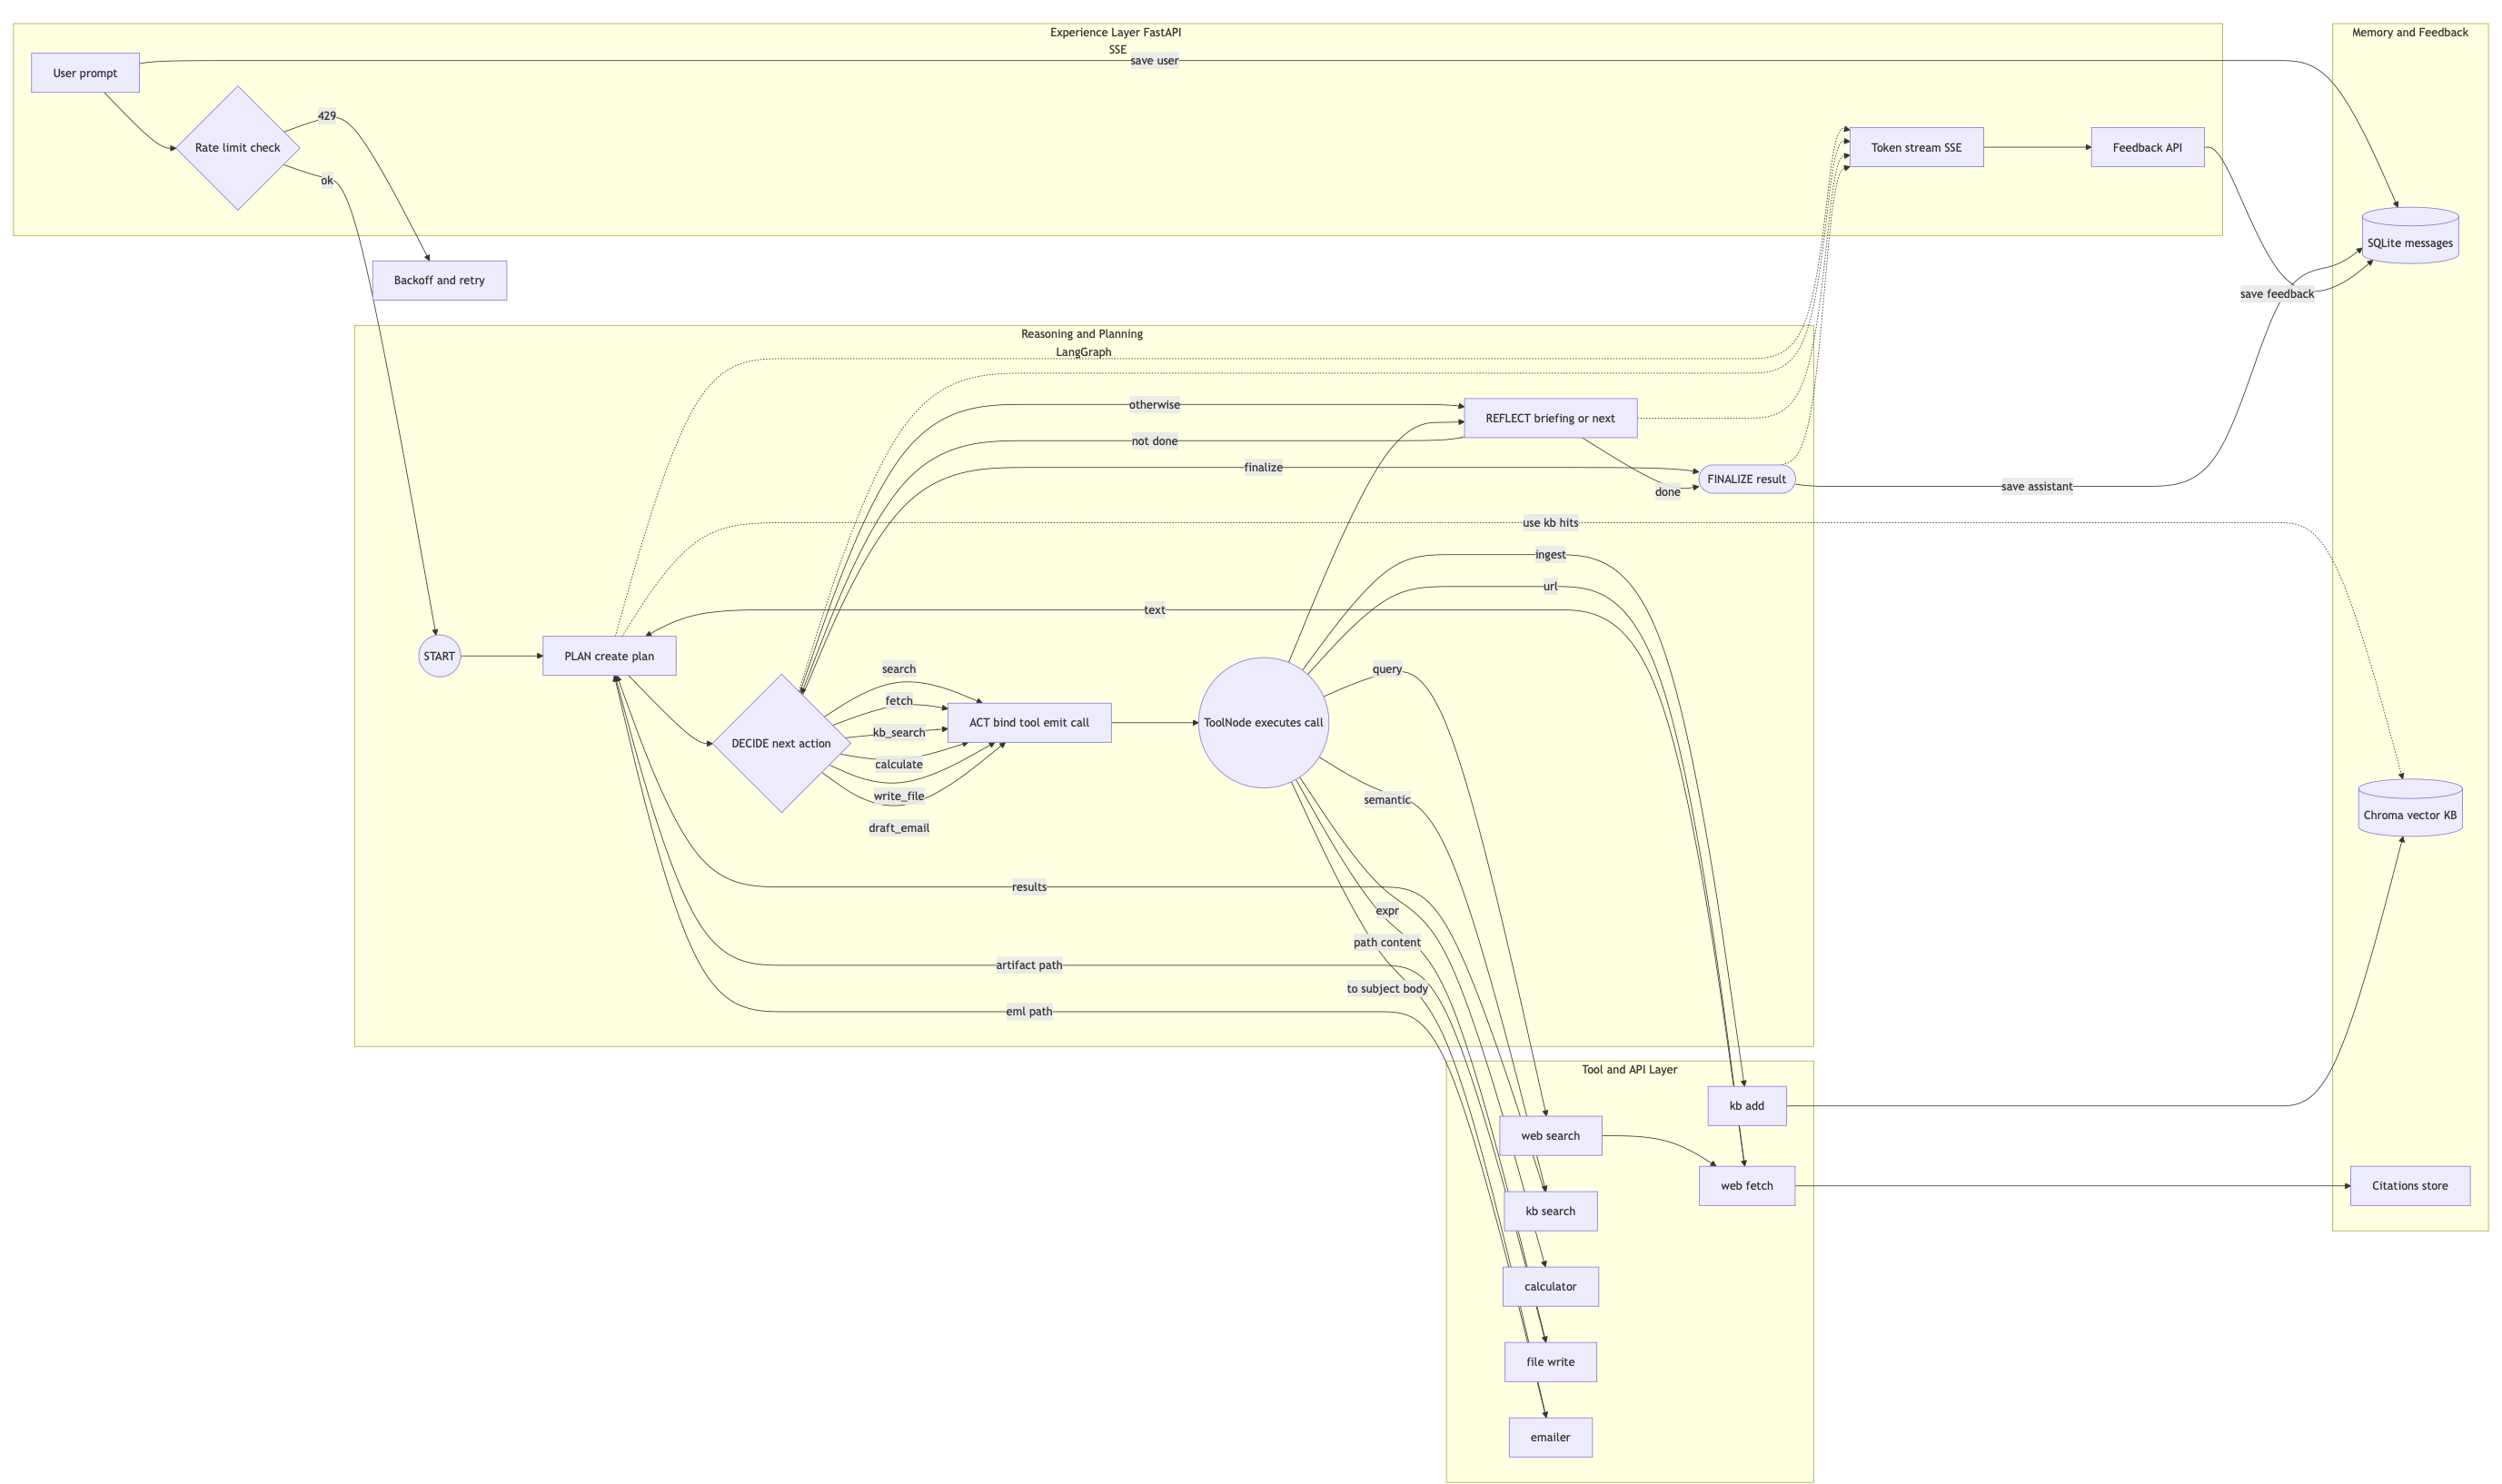 Experience Layer FastAPI
SSE
Memory and Feedback
User prompt
save user
429
Rate limit check
ok
Token stream SSE
Feedback API
SQLite messages
Backoff and retry
save feedback
Reasoning and Planning
LangGraph
otherwise
REFLECT briefing or next
not done
finalize
FINALIZE result
done
save assistant
use kb hits
ingest
url
text
START
PLAN create plan
search
query
fetch
ACT bind tool emit call
ToolNode executes call
kb_search
DECIDE next action
calculate
write_file
semantic
draft_email
Chroma vector KB
results
expr
path content
artifact path
to subject body
eml path
Tool and API Layer
kb add
web search
web fetch
Citations store
kb search
calculator
file write
emailer